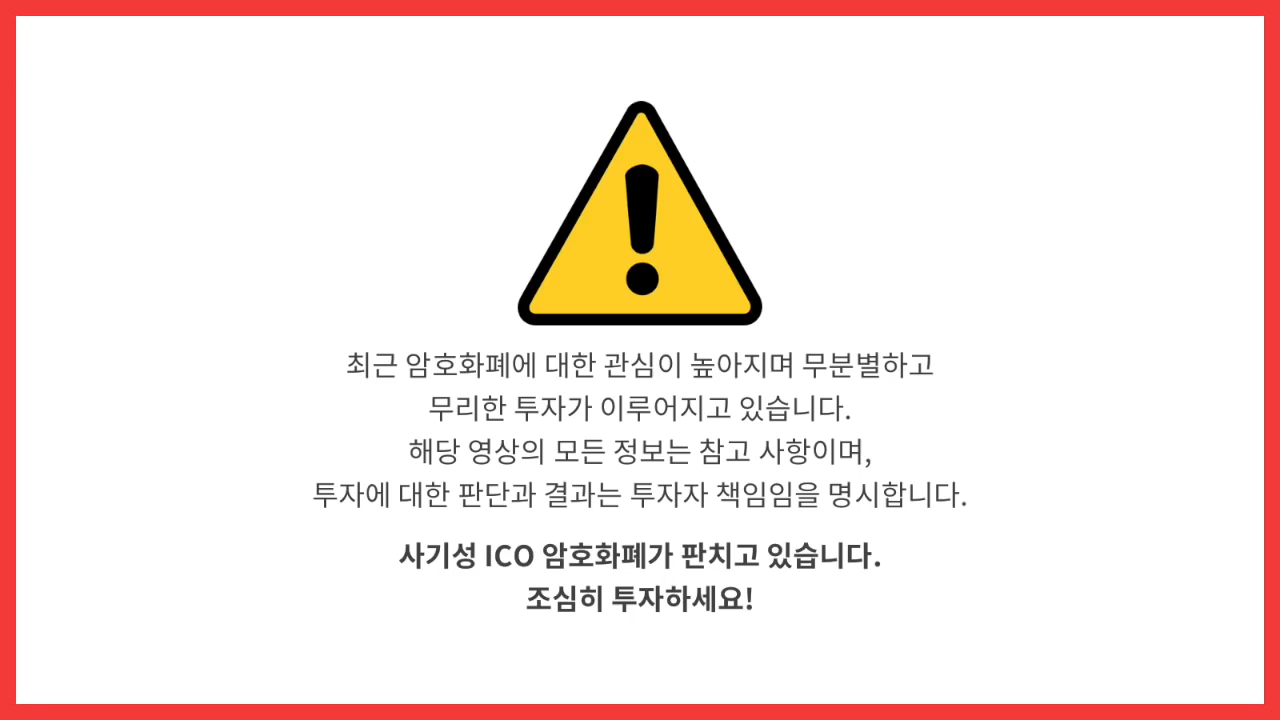 최근 암호화폐에 대한 관심이 높아지며 무분별하고
무리한 투자가 이루어지고 있습니다.
해당 영상의 모든 정보는 참고 사항이며,
투자에 대한 판단과 결과는 투자자 책임임을 명시합니다.
사기성 ICO 암호화폐가 판치고 있습니다.
조심히 투자하세요!